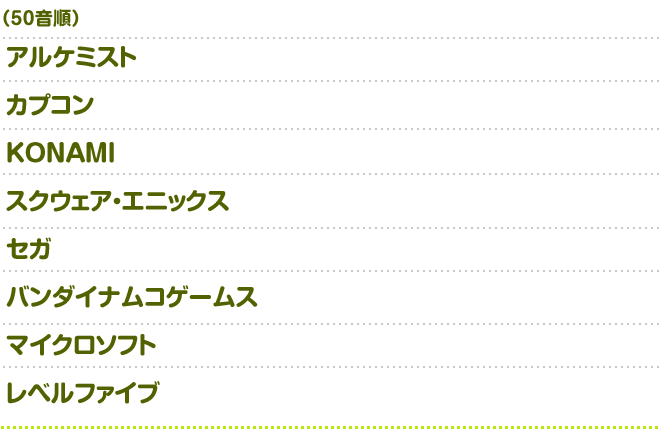 (50音順)
アルケミスト
カプコン
KONAMI
スクウェア・エニックス
セガ
バンダイナムコゲームス
マイクロソフト
レベルファイブ